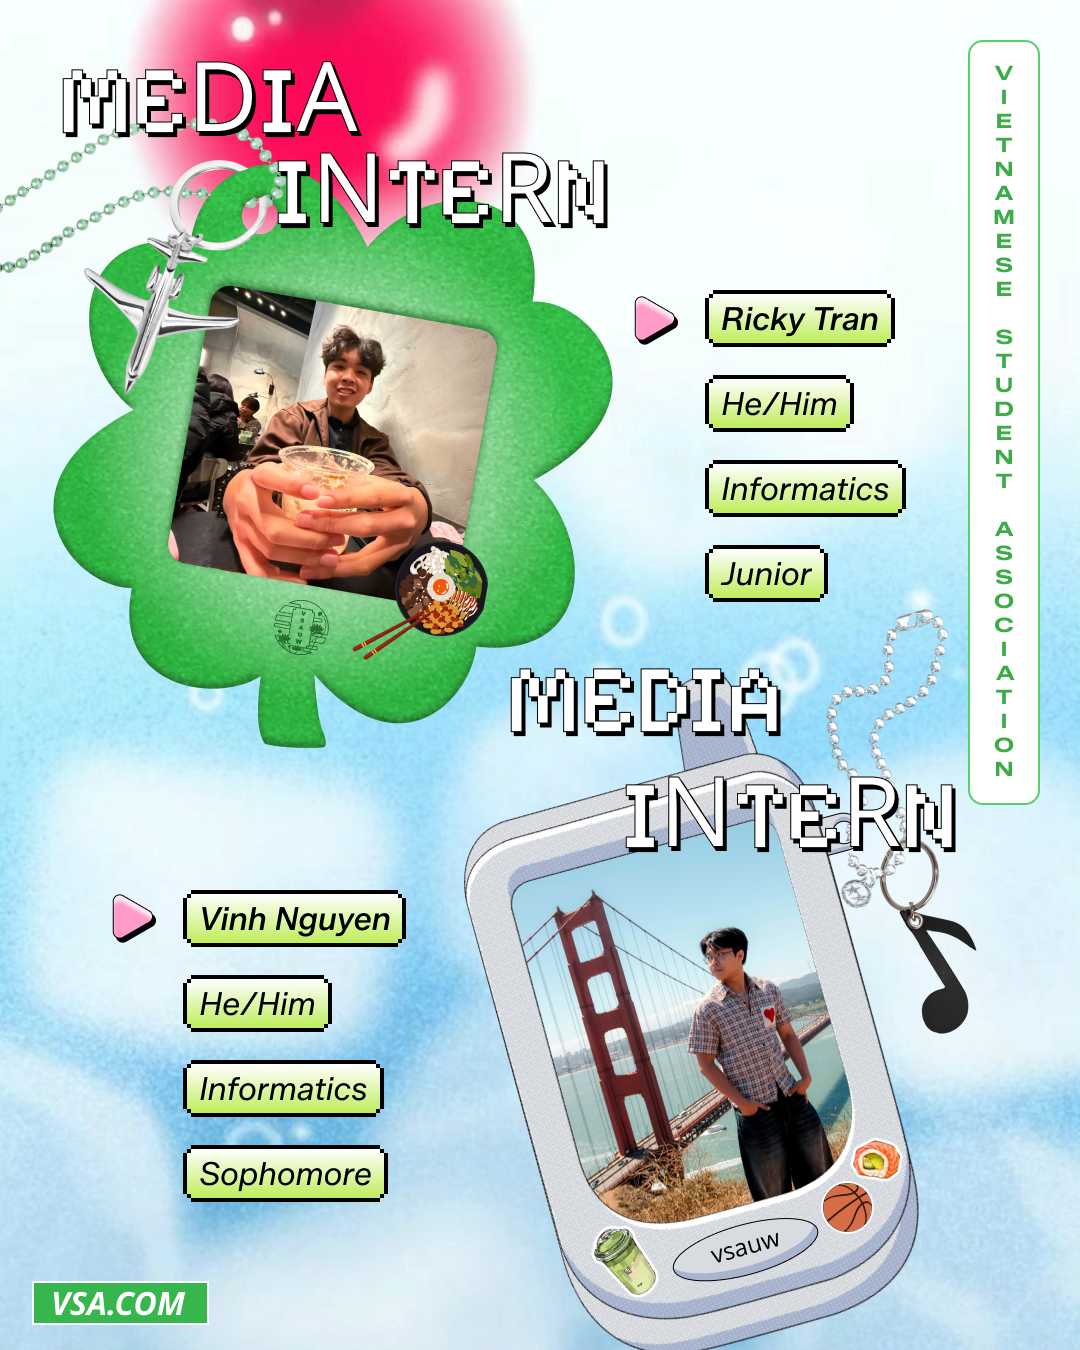 MEDIA
INTERN
Ricky Tran
He/Him
Informatics
Junior
VSAUW
VIETNAMESE STUDENT ASSOCIATION
MEDIA
INTERN
Vinh Nguyen
He/Him
Informatics
Sophomore
vsauw
VSA.COM